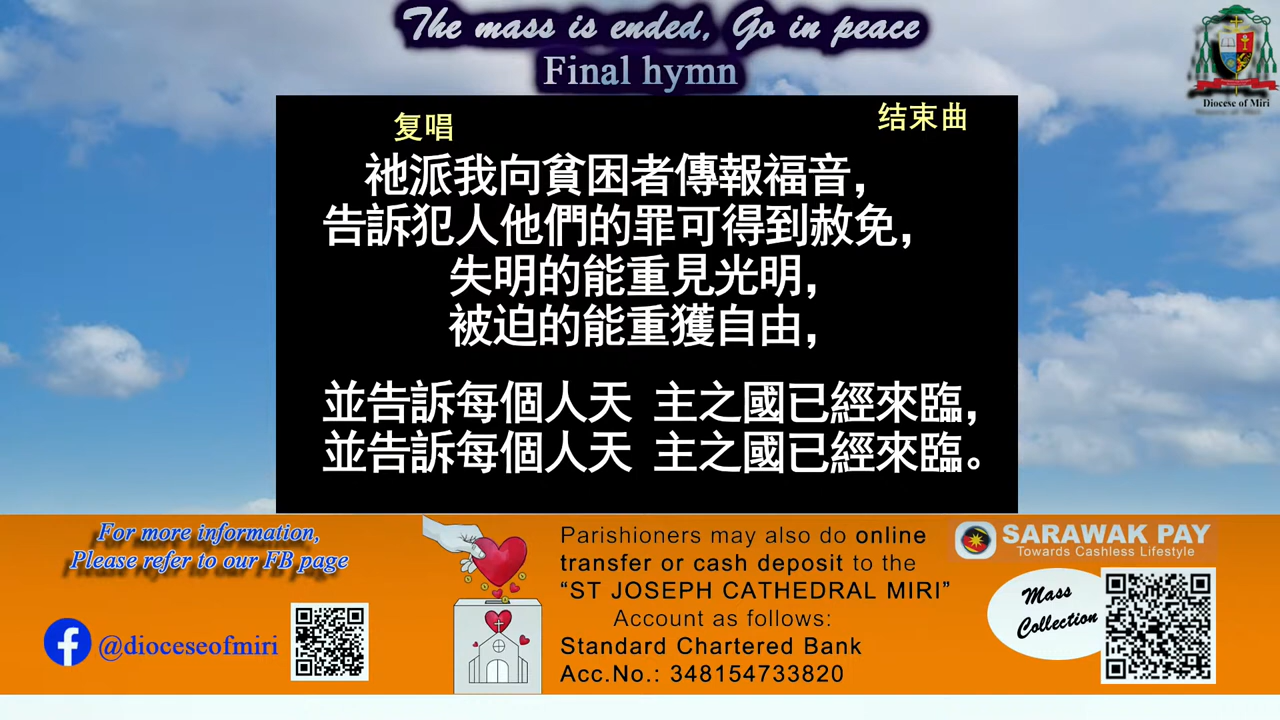 The mass is ended, Go in peace
Final hymn
Diocese of Miri
复唱
结束曲
祂派我向貧困者傳報福音，
告訴犯人他們的罪可得到赦免，
失明的能重見光明，
被迫的能重獲自由，
並告訴每個人天 主之國已經來臨，
並告訴每個人天 主之國已經來臨。
For more information,
Please refer to our FB page
@dioceseofmiri
Parishioners may also do online
transfer or cash deposit to the
“ST JOSEPH CATHEDRAL MIRI”
Account as follows:
Standard Chartered Bank
Acc.No.: 348154733820
SARAWAK PAY
Towards Cashless Lifestyle
Mass
Collection